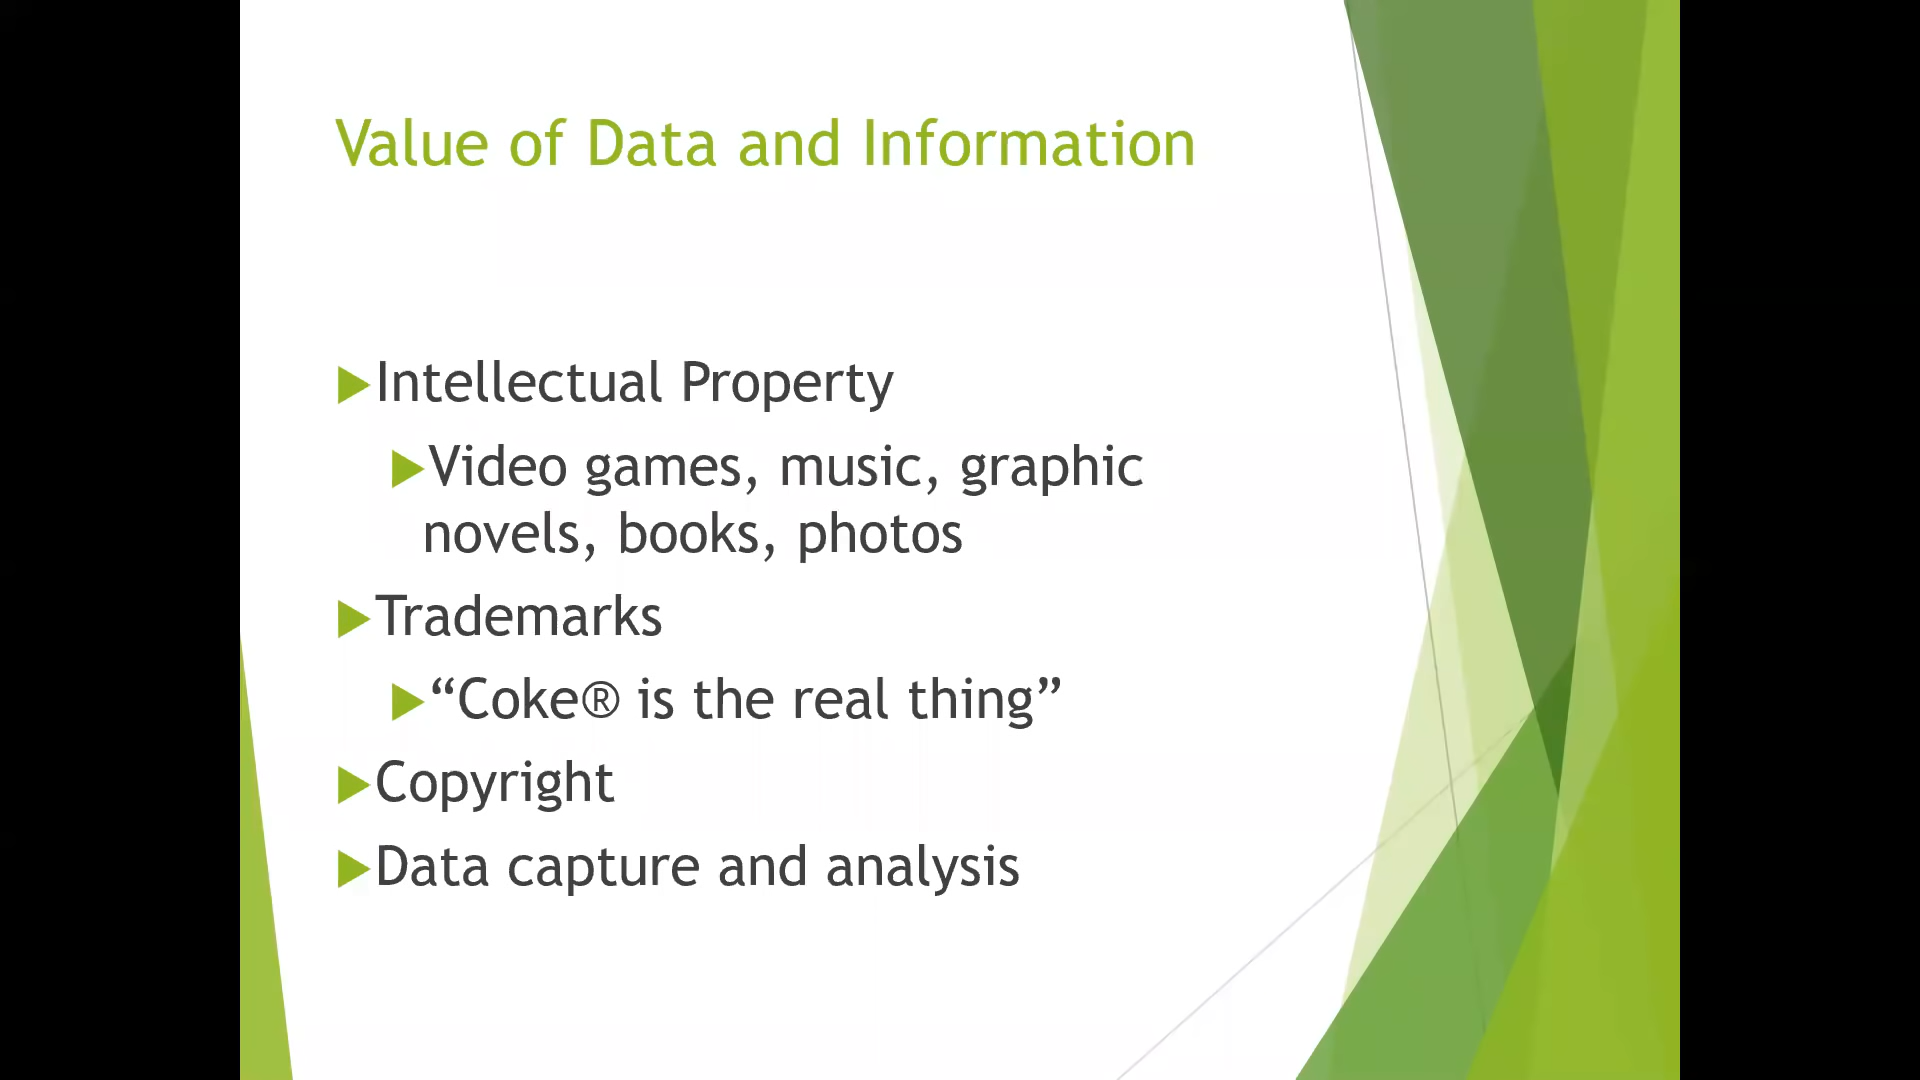 Value of Data and Information
Intellectual Property
Video games, music, graphic
novels, books, photos
Trademarks
“Coke® is the real thing”
Copyright
Data capture and analysis